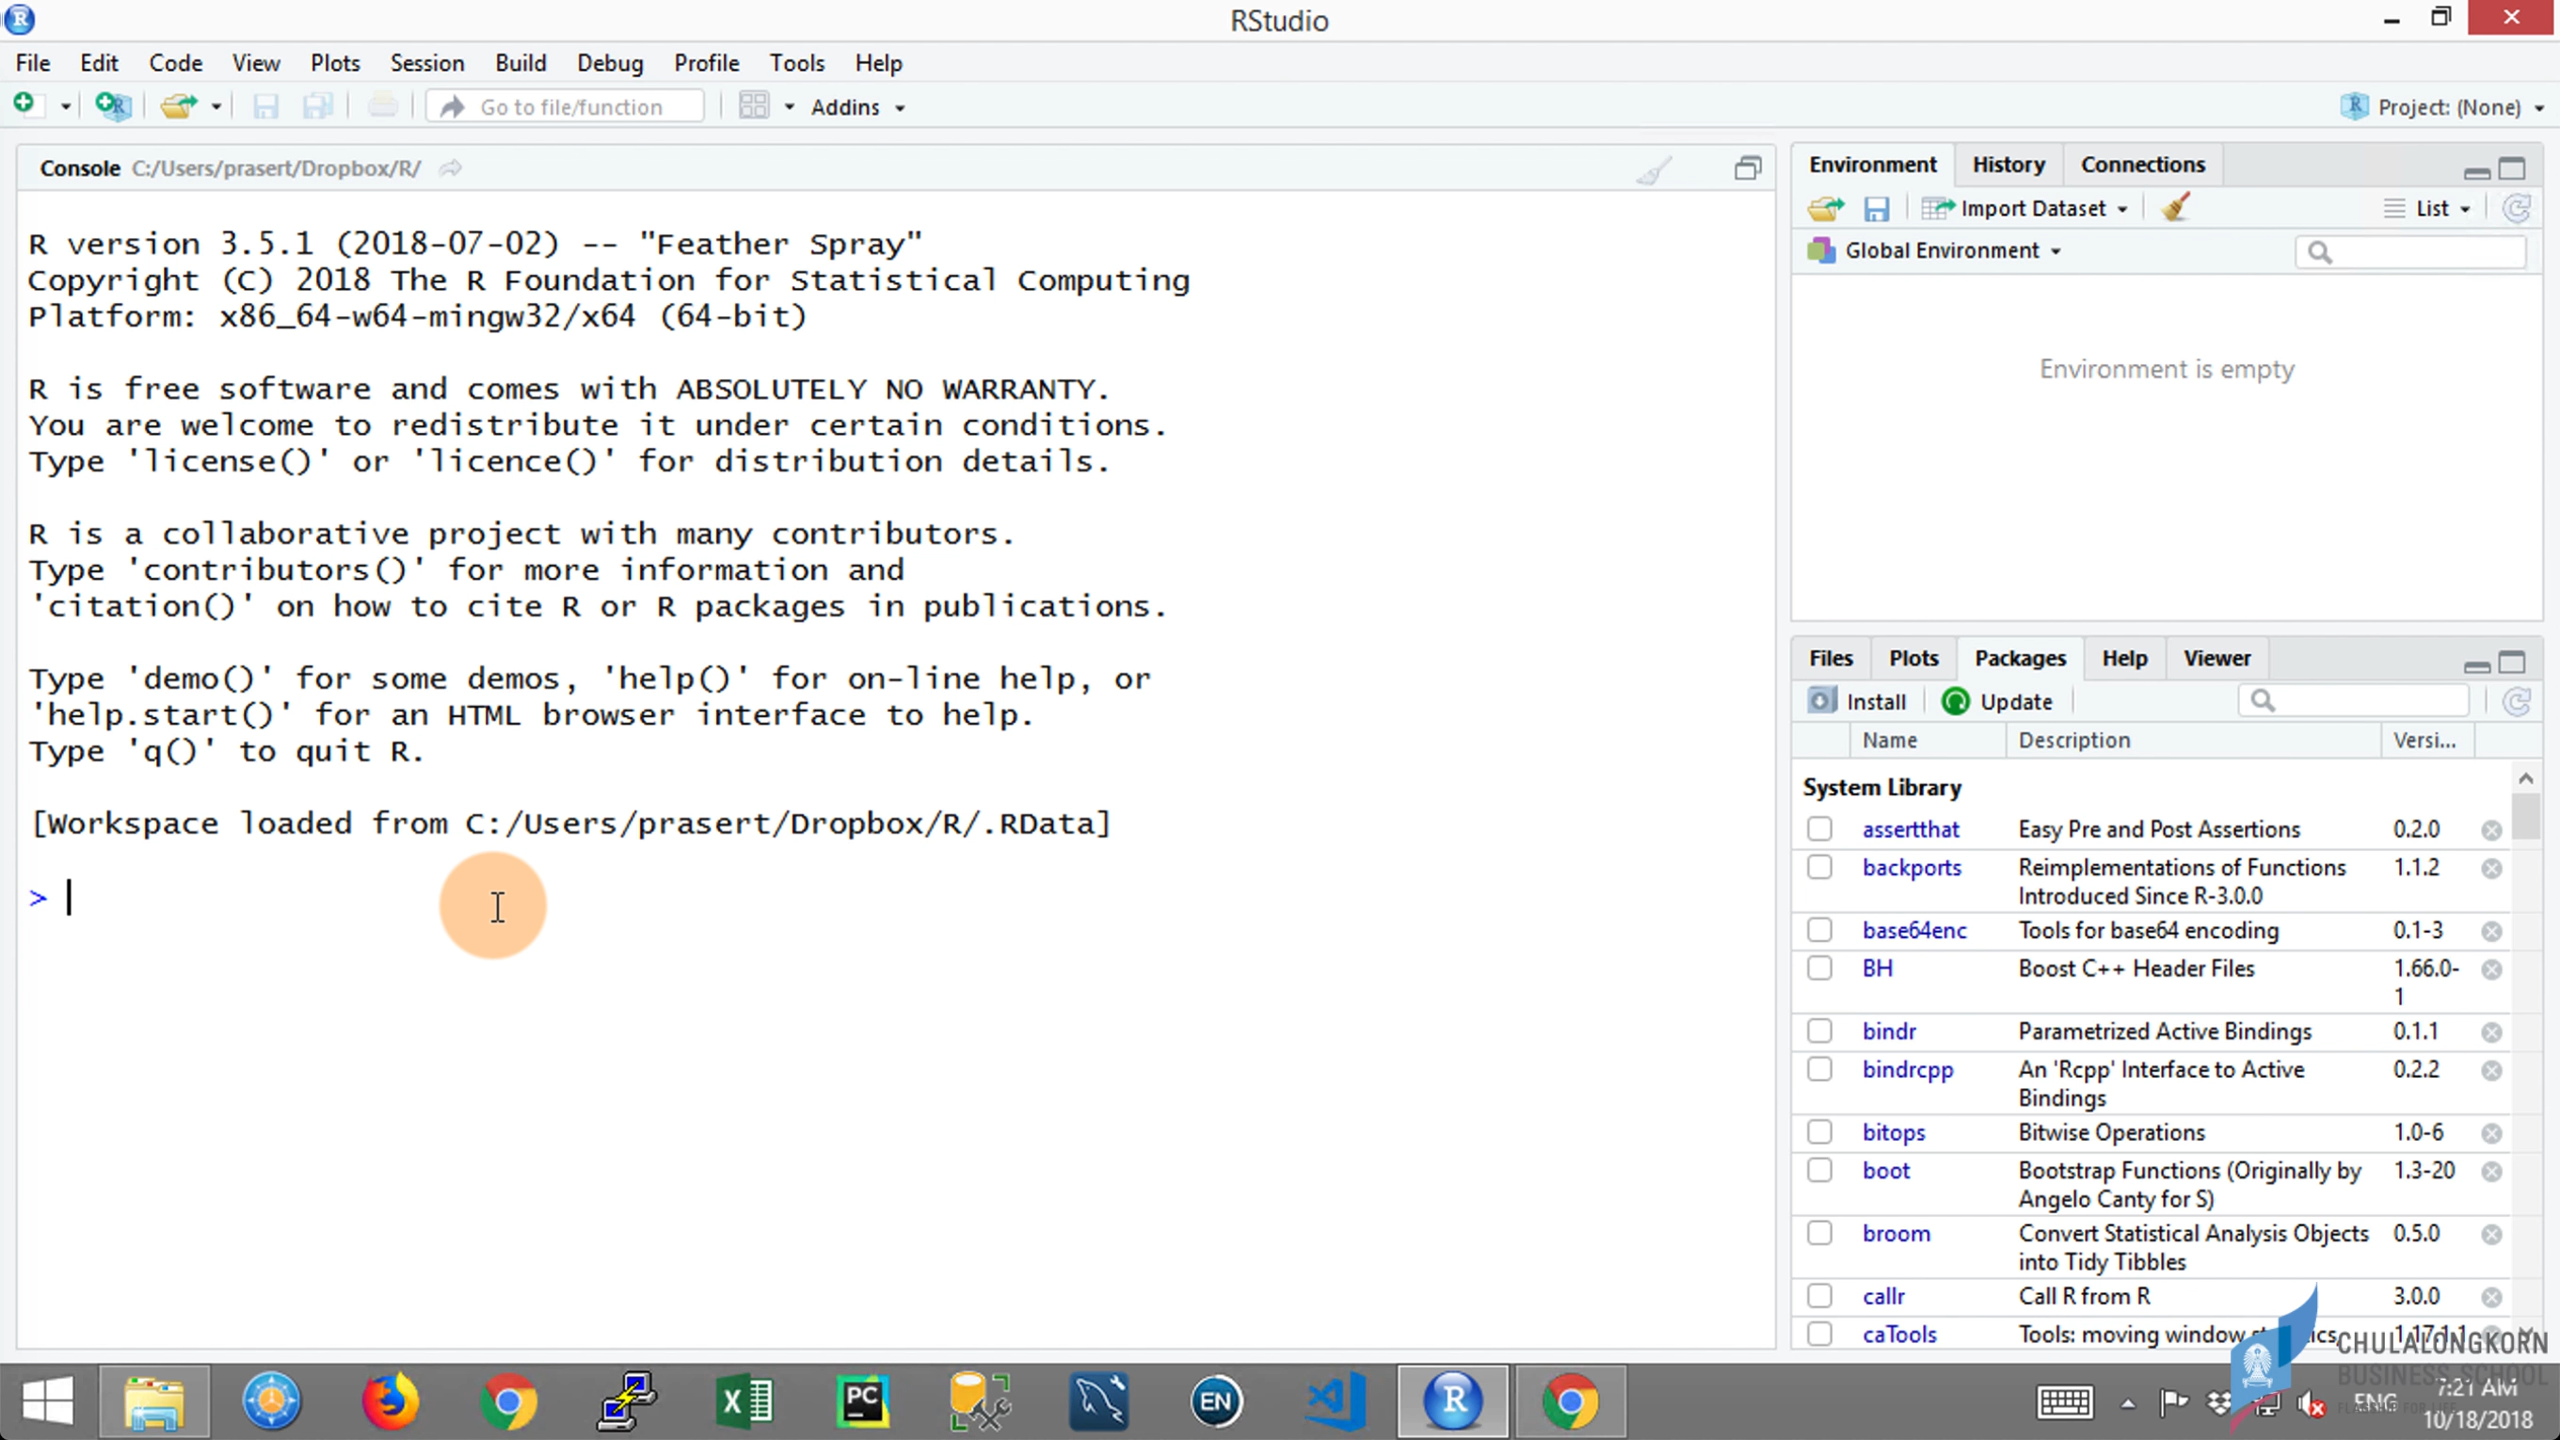 RStudio
File Edit Code View Plots Session Build Debug Profile Tools Help
Go to file/function Addins Project: (None)
Console C:/Users/prasert/Dropbox/R/
R version 3.5.1 (2018-07-02) -- "Feather Spray"
Copyright (C) 2018 The R Foundation for Statistical Computing
Platform: x86_64-w64-mingw32/x64 (64-bit)
R is free software and comes with ABSOLUTELY NO WARRANTY.
You are welcome to redistribute it under certain conditions.
Type 'license()' or 'licence()' for distribution details.
R is a collaborative project with many contributors.
Type 'contributors()' for more information and
'citation()' on how to cite R or R packages in publications.
Type 'demo()' for some demos, 'help()' for on-line help, or
'help.start()' for an HTML browser interface to help.
Type 'q()' to quit R.
[Workspace loaded from C:/Users/prasert/Dropbox/R/.RData]
>
Environment History Connections
Import Dataset List
Global Environment
Environment is empty
Files Plots Packages Help Viewer
Install Update
Name Description Versi...
System Library
assertthat Easy Pre and Post Assertions 0.2.0
backports Reimplementations of Functions 1.1.2
Introduced Since R-3.0.0
base64enc Tools for base64 encoding 0.1-3
BH Boost C++ Header Files 1.66.0-
1
bindr Parametrized Active Bindings 0.1.1
bindrcpp An 'Rcpp' Interface to Active 0.2.2
Bindings
bitops Bitwise Operations 1.0-6
boot Bootstrap Functions (Originally by 1.3-20
Angelo Canty for S)
broom Convert Statistical Analysis Objects 0.5.0
into Tidy Tibbles
callr Call R from R 3.0.0
caTools Tools: moving window
CHULALONGKORN
BUSINESS SCHOOL
PC EN R ENG 7:21 AM
10/18/2018